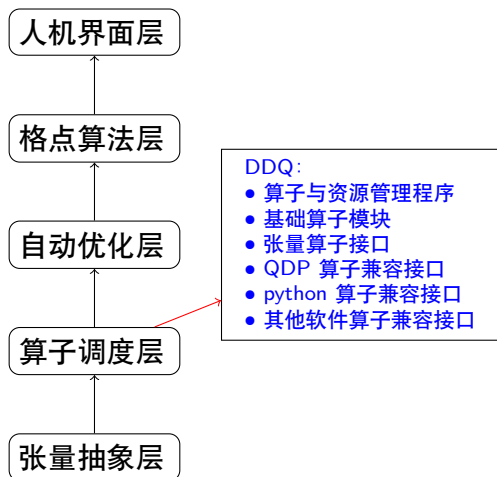 人机界面层
格点算法层
DDQ:
• 算子与资源管理程序
• 基础算子模块
• 张量算子接口
• QDP 算子兼容接口
• python 算子兼容接口
• 其他软件算子兼容接口
自动优化层
算子调度层
张量抽象层